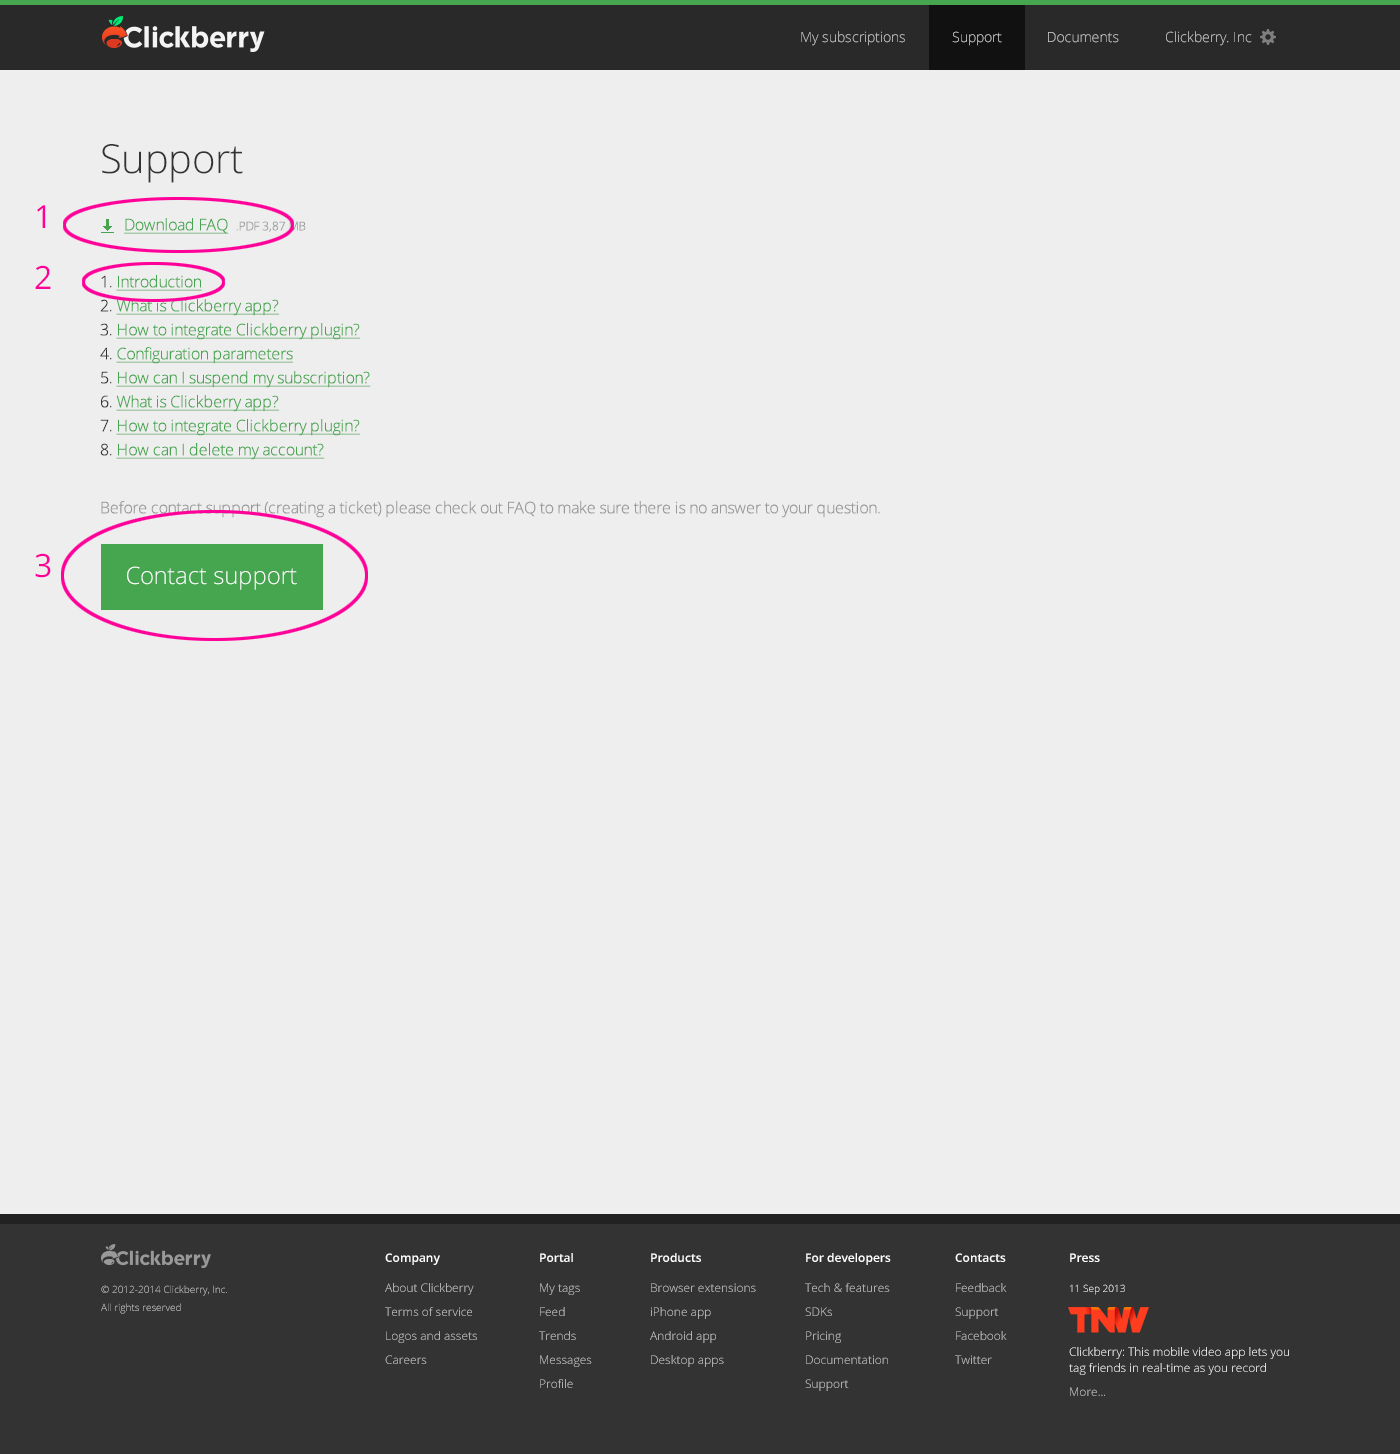 Clickberry
My subscriptions
Support
Documents
Clickberry. Inc
Support
1
Download FAQ .PDF 3,87 MB
2
1. Introduction
2. What is Clickberry app?
3. How to integrate Clickberry plugin?
4. Configuration parameters
5. How can I suspend my subscription?
6. What is Clickberry app?
7. How to integrate Clickberry plugin?
8. How can I delete my account?
Before contact support (creating a ticket) please check out FAQ to make sure there is no answer to your question.
3
Contact support
Clickberry
© 2012-2014 Clickberry, Inc.
All rights reserved
Company
About Clickberry
Terms of service
Logos and assets
Careers
Portal
My tags
Feed
Trends
Messages
Profile
Products
Browser extensions
iPhone app
Android app
Desktop apps
For developers
Tech & features
SDKs
Pricing
Documentation
Support
Contacts
Feedback
Support
Facebook
Twitter
Press
11 Sep 2013
TNW
Clickberry: This mobile video app lets you
tag friends in real-time as you record
More...